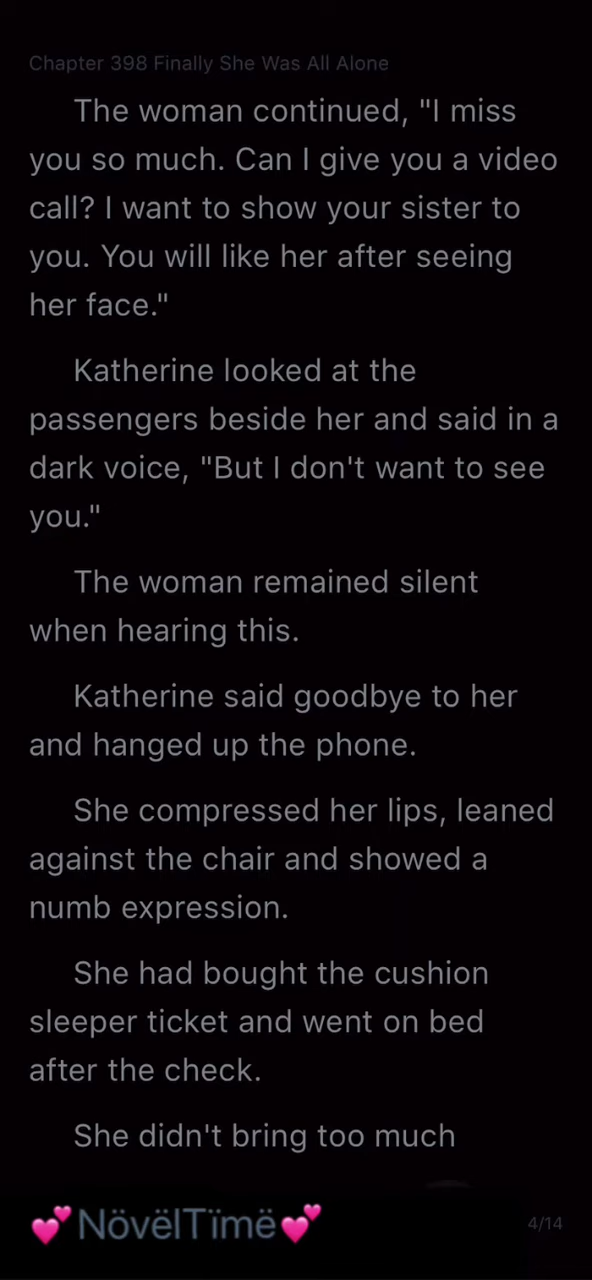 Chapter 398 Finally She Was All Alone
The woman continued, "I miss
you so much. Can I give you a video
call? I want to show your sister to
you. You will like her after seeing
her face."
Katherine looked at the
passengers beside her and said in a
dark voice, "But I don't want to see
you."
The woman remained silent
when hearing this.
Katherine said goodbye to her
and hanged up the phone.
She compressed her lips, leaned
against the chair and showed a
numb expression.
She had bought the cushion
sleeper ticket and went on bed
after the check.
She didn't bring too much
💕NövëlTïmë💕
4/14